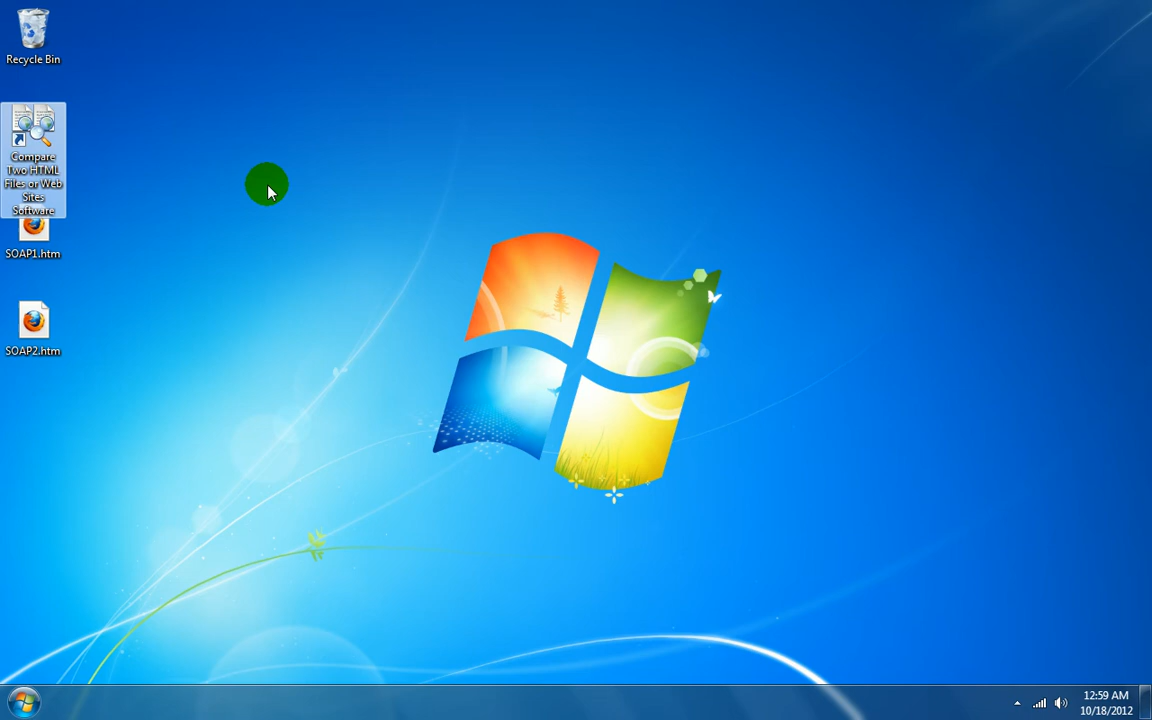 Recycle Bin
Compare
Two HTML
Files or Web
Sites
Software
SOAP1.htm
SOAP2.htm
12:59 AM
10/18/2012